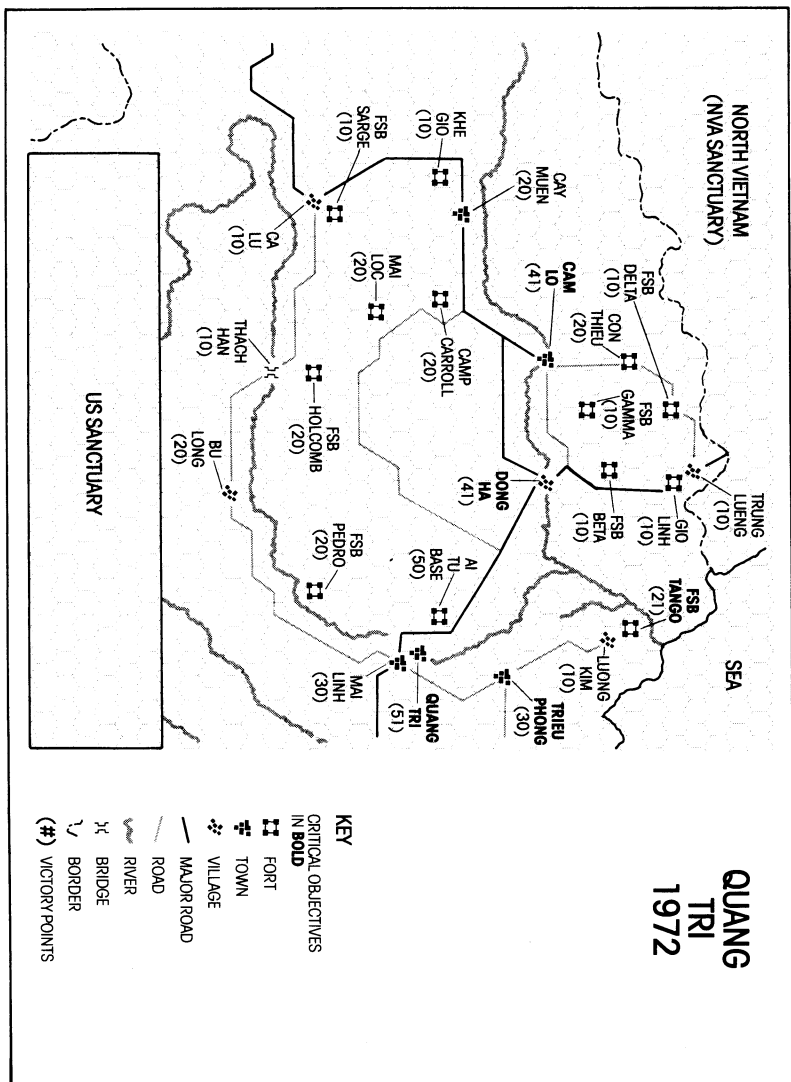 QUANG
TRI
1972
NORTH VIETNAM
(NVA SANCTUARY)
SEA
TRUNG
LUENG
(10)
GIO
LINH
(10)
FSB
DELTA
(10)
CON
THIEU
(20)
FSB
GAMMA
(10)
FSB
BETA
(10)
FSB
TANGO
(21)
LUONG
KIM
(10)
CAM
LO
(41)
DONG
HA
(41)
TRIEU
PHONG
(30)
CAY
MUEN
(20)
KHE
GIO
(10)
CAMP
CARROLL
(20)
AI
TU
BASE
(50)
QUANG
TRI
(51)
MAI
LINH
(30)
MAI
LOC
(20)
FSB
SARGE
(10)
CA
LU
(10)
FSB
HOLCOMB
(20)
FSB
PEDRO
(20)
THACH
HAN
(10)
BU
LONG
(20)
US SANCTUARY
KEY
CRITICAL OBJECTIVES
IN BOLD
FORT
TOWN
VILLAGE
MAJOR ROAD
ROAD
RIVER
BRIDGE
BORDER
(#) VICTORY POINTS